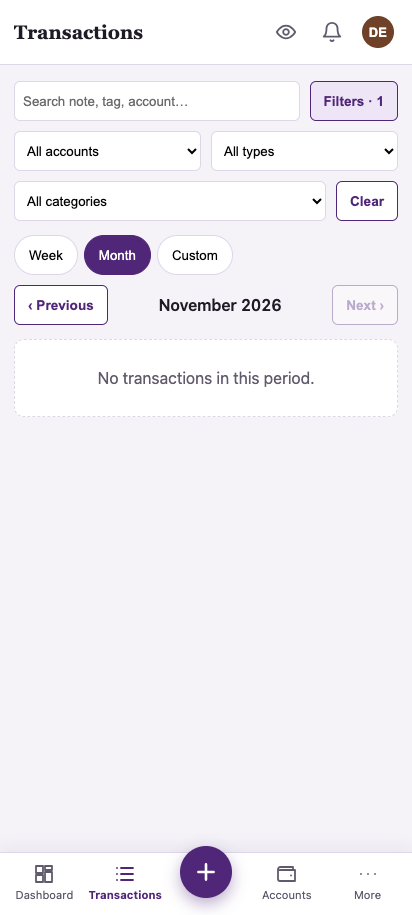 Transactions
DE
Search note, tag, account…
Filters · 1
All accounts
All types
All categories
Clear
Week
Month
Custom
‹ Previous
November 2026
Next ›
No transactions in this period.
Dashboard
Transactions
Accounts
More